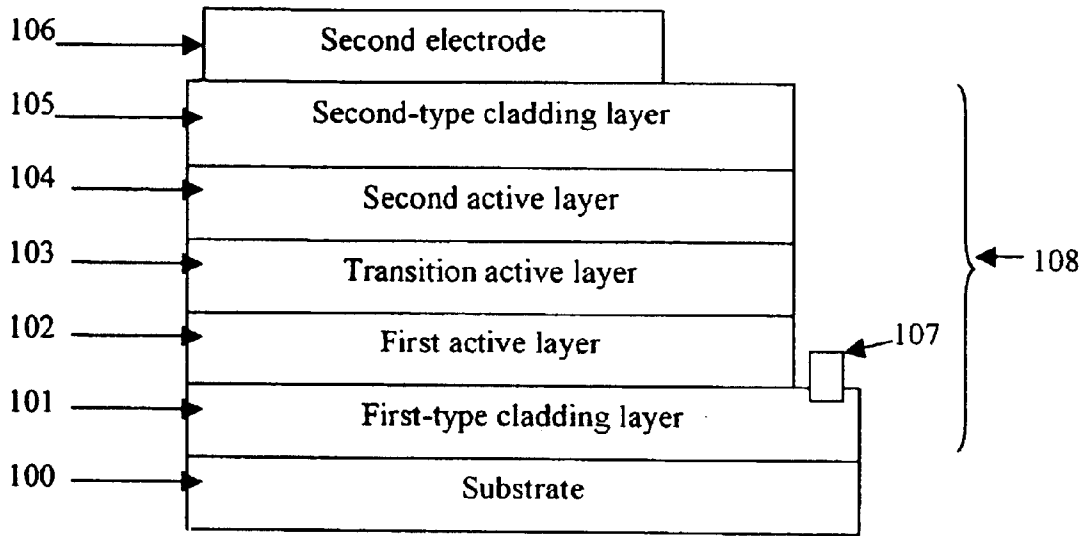 106 Second electrode
105 Second-type cladding layer
104 Second active layer
103 Transition active layer
108
102 First active layer
107
101 First-type cladding layer
100 Substrate